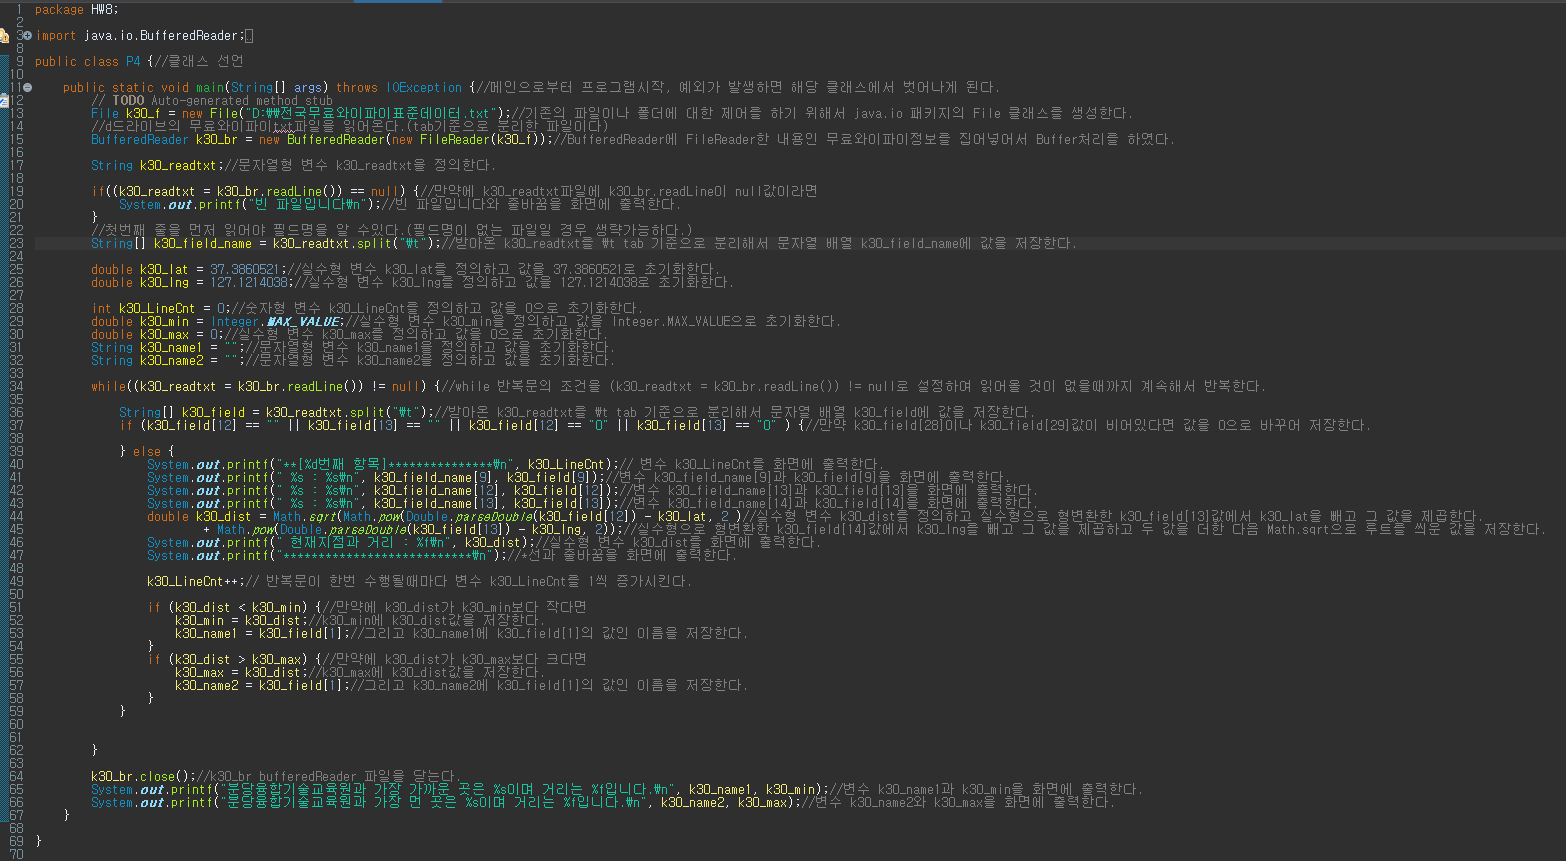 1 package HW8;
2
3 import java.io.BufferedReader;
8
9 public class P4 {//클래스 선언
10
11 public static void main(String[] args) throws IOException {//메인으로부터 프로그램시작, 예외가 발생하면 해당 클래스에서 벗어나게 된다.
12 // TODO Auto-generated method stub
13 File k30_f = new File("D:\\전국무료와이파이표준데이터.txt");//기존의 파일이나 폴더에 대한 제어를 하기 위해서 java.io 패키지의 File 클래스를 생성한다.
14 //d드라이브의 무료와이파이txt파일을 읽어온다.(tab기준으로 분리한 파일이다)
15 BufferedReader k30_br = new BufferedReader(new FileReader(k30_f));//BufferedReader에 FileReader한 내용인 무료와이파이정보를 집어넣어서 Buffer처리를 하였다.
16
17 String k30_readtxt;//문자열형 변수 k30_readtxt을 정의한다.
18
19 if((k30_readtxt = k30_br.readLine()) == null) {//만약에 k30_readtxt파일에 k30_br.readLine이 null값이라면
20 System.out.printf("빈 파일입니다\n");//빈 파일입니다와 줄바꿈을 화면에 출력한다.
21 }
22 //첫번째 줄을 먼저 읽어야 필드명을 알 수있다.(필드명이 없는 파일일 경우 생략가능하다.)
23 String[] k30_field_name = k30_readtxt.split("\t");//받아온 k30_readtxt를 \t tab 기준으로 분리해서 문자열 배열 k30_field_name에 값을 저장한다.
24
25 double k30_lat = 37.3860521;//실수형 변수 k30_lat를 정의하고 값을 37.3860521로 초기화한다.
26 double k30_lng = 127.1214038;//실수형 변수 k30_lng를 정의하고 값을 127.1214038로 초기화한다.
27
28 int k30_LineCnt = 0;//숫자형 변수 k30_LineCnt를 정의하고 값을 0으로 초기화한다.
29 double k30_min = Integer.MAX_VALUE;//실수형 변수 k30_min을 정의하고 값을 Integer.MAX_VALUE으로 초기화한다.
30 double k30_max = 0;//실수형 변수 k30_max를 정의하고 값을 0으로 초기화한다.
31 String k30_name1 = "";//문자열형 변수 k30_name1을 정의하고 값을 초기화한다.
32 String k30_name2 = "";//문자열형 변수 k30_name2을 정의하고 값을 초기화한다.
33
34 while((k30_readtxt = k30_br.readLine()) != null) {//while 반복문의 조건을 (k30_readtxt = k30_br.readLine()) != null로 설정하여 읽어올 것이 없을때까지 계속해서 반복한다.
35
36 String[] k30_field = k30_readtxt.split("\t");//받아온 k30_readtxt를 \t tab 기준으로 분리해서 문자열 배열 k30_field에 값을 저장한다.
37 if (k30_field[12] == "" || k30_field[13] == "" || k30_field[12] == "0" || k30_field[13] == "0" ) {//만약 k30_field[28]이나 k30_field[29]값이 비어있다면 값을 0으로 바꾸어 저장한다.
38
39 } else {
40 System.out.printf("**[%d번째 항목]***************\n", k30_LineCnt);// 변수 k30_LineCnt를 화면에 출력한다.
41 System.out.printf(" %s : %s\n", k30_field_name[9], k30_field[9]);//변수 k30_field_name[9]과 k30_field[9]을 화면에 출력한다.
42 System.out.printf(" %s : %s\n", k30_field_name[12], k30_field[12]);//변수 k30_field_name[13]과 k30_field[13]을 화면에 출력한다.
43 System.out.printf(" %s : %s\n", k30_field_name[13], k30_field[13]);//변수 k30_field_name[14]과 k30_field[14]을 화면에 출력한다.
44 double k30_dist = Math.sqrt(Math.pow(Double.parseDouble(k30_field[12]) - k30_lat, 2 )//실수형 변수 k30_dist를 정의하고 실수형으로 형변환한 k30_field[13]값에서 k30_lat을 빼고 그 값을 제곱한다.
45 + Math.pow(Double.parseDouble(k30_field[13]) - k30_lng, 2));//실수형으로 형변환한 k30_field[14]값에서 k30_lng를 빼고 그 값을 제곱하고 두 값을 더한 다음 Math.sqrt으로 루트를 씌운 값을 저장한다.
46 System.out.printf(" 현재지점과 거리 : %f\n", k30_dist);//실수형 변수 k30_dist를 화면에 출력한다.
47 System.out.printf("***************************\n");//*선과 줄바꿈을 화면에 출력한다.
48
49 k30_LineCnt++;// 반복문이 한번 수행될때마다 변수 k30_LineCnt를 1씩 증가시킨다.
50
51 if (k30_dist < k30_min) {//만약에 k30_dist가 k30_min보다 작다면
52 k30_min = k30_dist;//k30_min에 k30_dist값을 저장한다.
53 k30_name1 = k30_field[1];//그리고 k30_name1에 k30_field[1]의 값인 이름을 저장한다.
54 }
55 if (k30_dist > k30_max) {//만약에 k30_dist가 k30_max보다 크다면
56 k30_max = k30_dist;//k30_max에 k30_dist값을 저장한다.
57 k30_name2 = k30_field[1];//그리고 k30_name2에 k30_field[1]의 값인 이름을 저장한다.
58 }
59 }
60
61
62 }
63
64 k30_br.close();//k30_br bufferedReader 파일을 닫는다.
65 System.out.printf("분당융합기술교육원과 가장 가까운 곳은 %s이며 거리는 %f입니다.\n", k30_name1, k30_min);//변수 k30_name1과 k30_min을 화면에 출력한다.
66 System.out.printf("분당융합기술교육원과 가장 먼 곳은 %s이며 거리는 %f입니다.\n", k30_name2, k30_max);//변수 k30_name2와 k30_max을 화면에 출력한다.
67 }
68
69 }
70